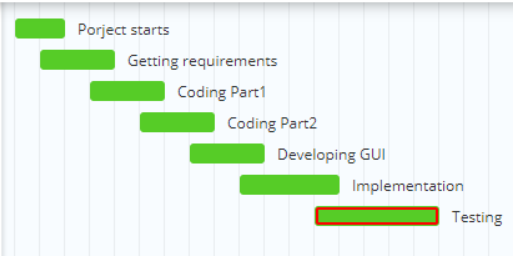 Porject starts
Getting requirements
Coding Part1
Coding Part2
Developing GUI
Implementation
Testing